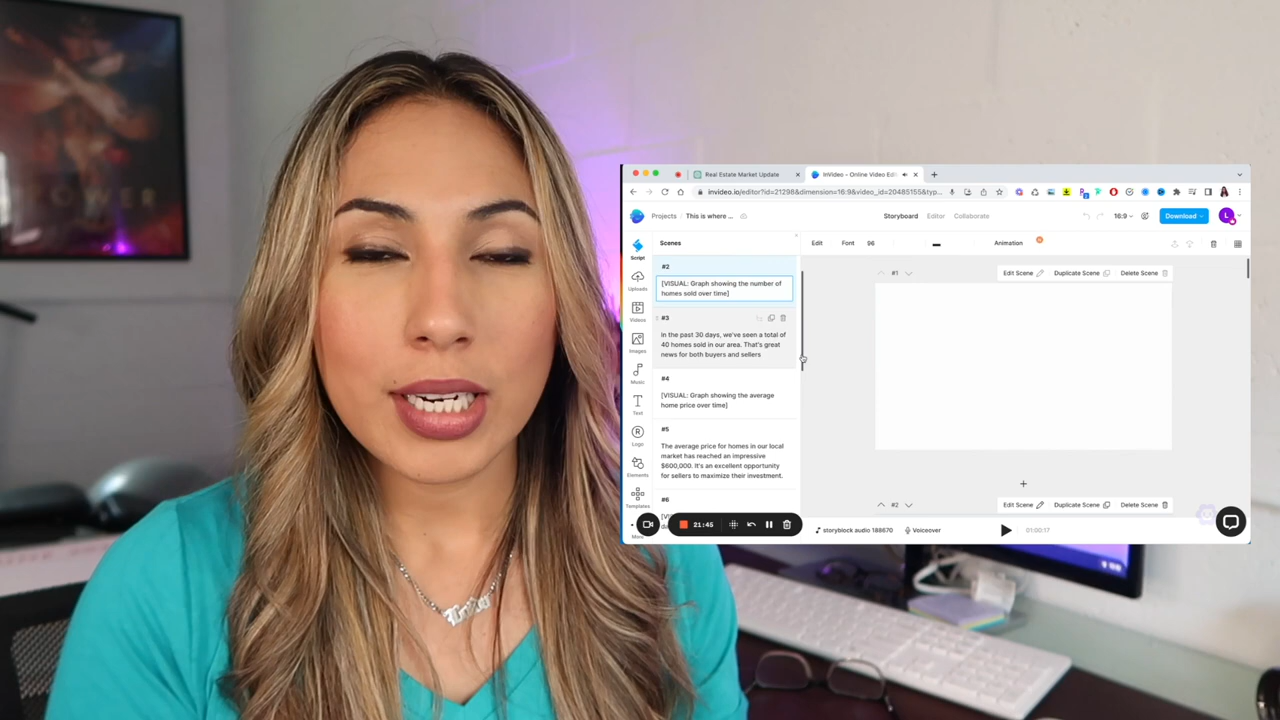 Real Estate Market Update
InVideo - Online Video Edi
invideo.io/editor?id=21298&dimension=16:9&video_id=20485155&typ...
Projects / This is where ...
Storyboard
Editor
Collaborate
16:9
Download
L
Script
Uploads
Videos
Images
Music
Text
Logo
Elements
Templates
Scenes
#2
[VISUAL: Graph showing the number of
homes sold over time]
#3
In the past 30 days, we've seen a total of
40 homes sold in our area. That's great
news for both buyers and sellers
#4
[VISUAL: Graph showing the average
home price over time]
#5
The average price for homes in our local
market has reached an impressive
$600,000. It's an excellent opportunity
for sellers to maximize their investment.
#6
21:45
Edit
Font
96
Animation
#1
Edit Scene
Duplicate Scene
Delete Scene
#2
Edit Scene
Duplicate Scene
Delete Scene
storyblock audio 188670
Voiceover
01:00:17